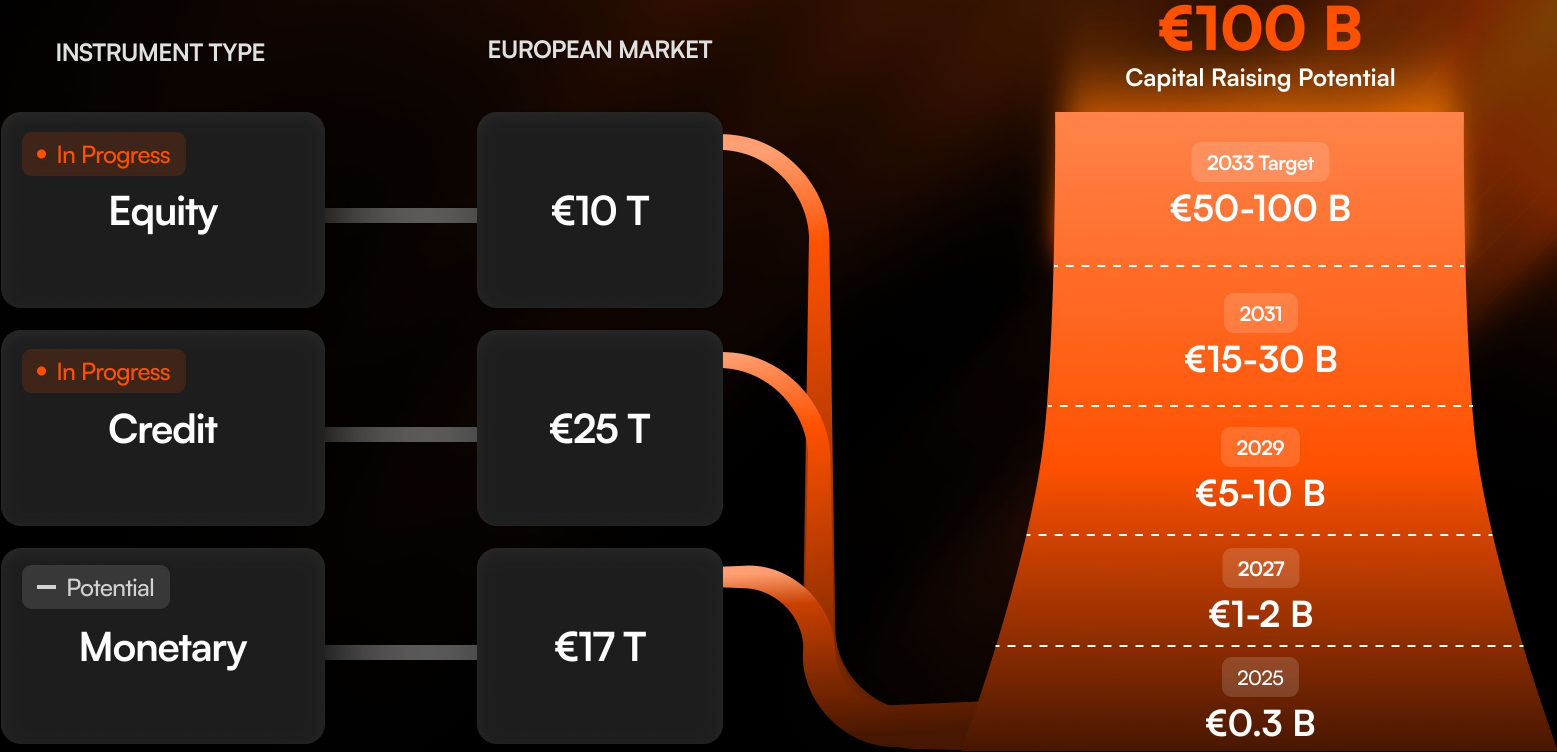 INSTRUMENT TYPE
EUROPEAN MARKET
€100 B
Capital Raising Potential
In Progress
Equity
€10 T
In Progress
Credit
€25 T
Potential
Monetary
€17 T
2033 Target
€50-100 B
2031
€15-30 B
2029
€5-10 B
2027
€1-2 B
2025
€0.3 B